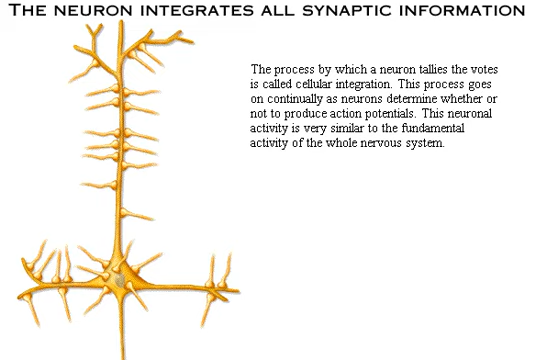 The neuron integrates all synaptic information
The process by which a neuron tallies the votes
is called cellular integration. This process goes
on continually as neurons determine whether or
not to produce action potentials. This neuronal
activity is very similar to the fundamental
activity of the whole nervous system.